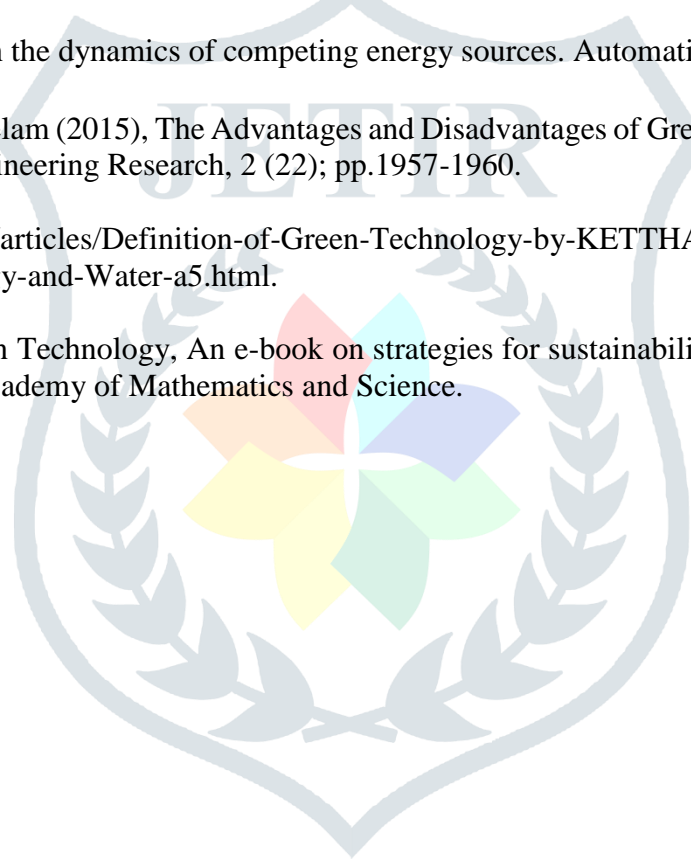 the dynamics of competing energy sources. Automati
JETIR
lam (2015), The Advantages and Disadvantages of Gre
ineering Research, 2 (22); pp.1957-1960.
articles/Definition-of-Green-Technology-by-KETTHA
y-and-Water-a5.html.
n Technology, An e-book on strategies for sustainabili
ademy of Mathematics and Science.